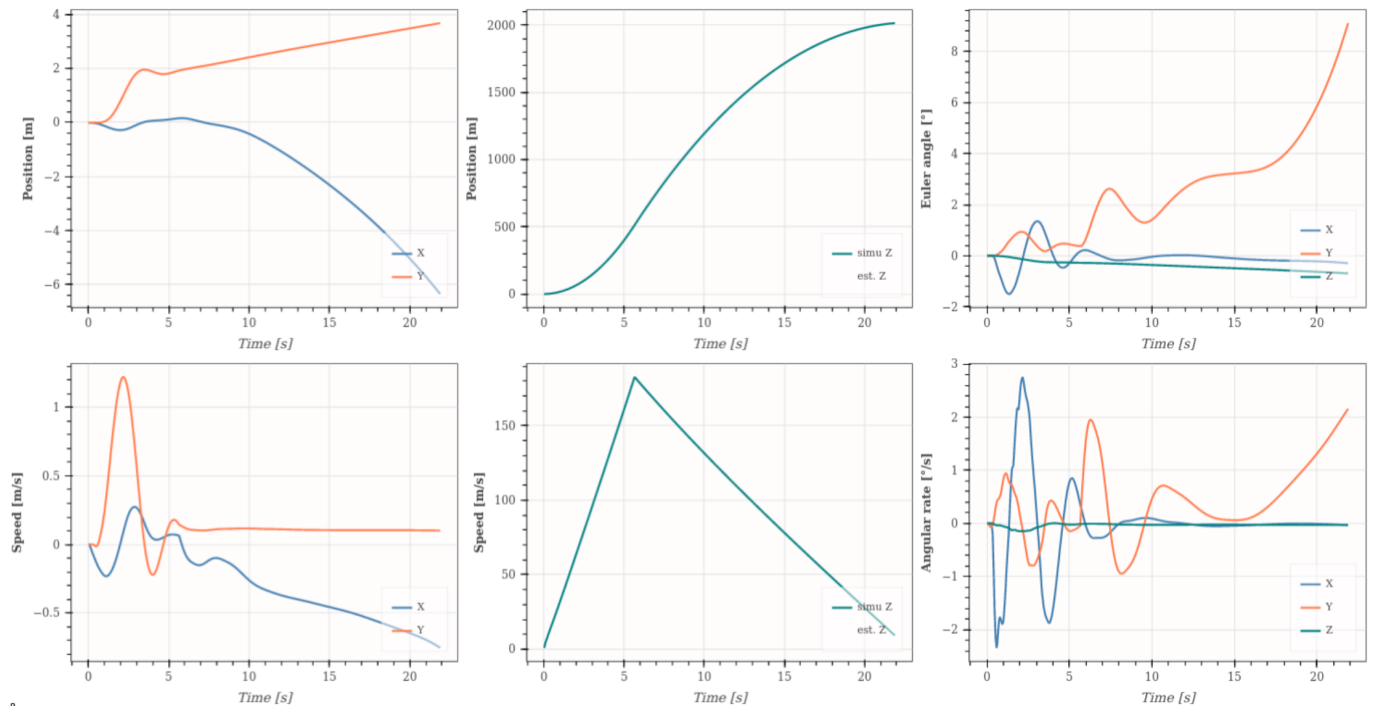 4
2
0
−2
−4
−6
Position [m]
0
5
10
15
20
Time [s]
X
Y
2000
1500
1000
500
0
Position [m]
0
5
10
15
20
Time [s]
simu Z
est. Z
8
6
4
2
0
−2
Euler angle [°]
0
5
10
15
20
Time [s]
X
Y
Z
1
0.5
0
−0.5
Speed [m/s]
0
5
10
15
20
Time [s]
X
Y
150
100
50
0
Speed [m/s]
0
5
10
15
20
Time [s]
simu Z
est. Z
3
2
1
0
−1
−2
Angular rate [°/s]
0
5
10
15
20
Time [s]
X
Y
Z